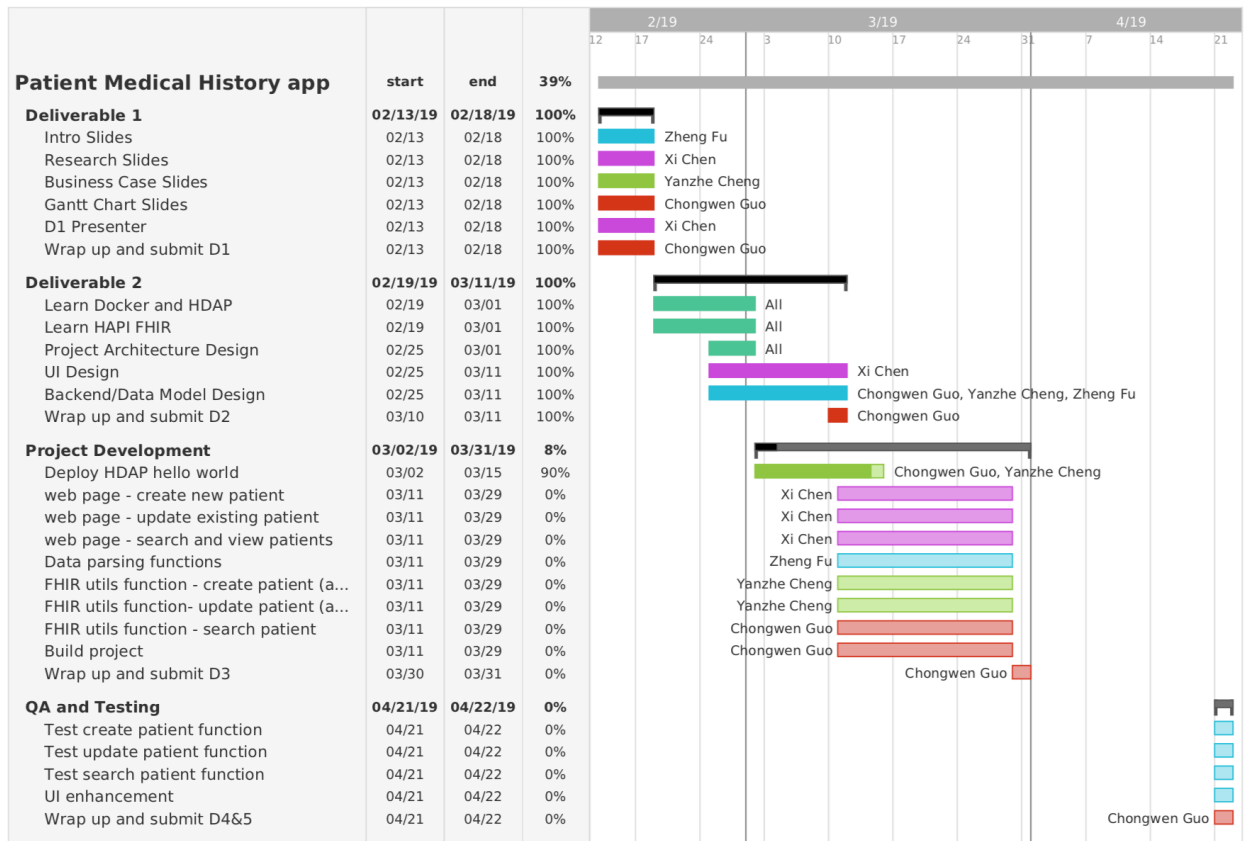 2/19 3/19 4/19
12 17 24 3 10 17 24 31 7 14 21
Patient Medical History app start end 39%
Deliverable 1 02/13/19 02/18/19 100%
Intro Slides 02/13 02/18 100% Zheng Fu
Research Slides 02/13 02/18 100% Xi Chen
Business Case Slides 02/13 02/18 100% Yanzhe Cheng
Gantt Chart Slides 02/13 02/18 100% Chongwen Guo
D1 Presenter 02/13 02/18 100% Xi Chen
Wrap up and submit D1 02/13 02/18 100% Chongwen Guo
Deliverable 2 02/19/19 03/11/19 100%
Learn Docker and HDAP 02/19 03/01 100% All
Learn HAPI FHIR 02/19 03/01 100% All
Project Architecture Design 02/25 03/01 100% All
UI Design 02/25 03/11 100% Xi Chen
Backend/Data Model Design 02/25 03/11 100% Chongwen Guo, Yanzhe Cheng, Zheng Fu
Wrap up and submit D2 03/10 03/11 100% Chongwen Guo
Project Development 03/02/19 03/31/19 8%
Deploy HDAP hello world 03/02 03/15 90% Chongwen Guo, Yanzhe Cheng
web page - create new patient 03/11 03/29 0% Xi Chen
web page - update existing patient 03/11 03/29 0% Xi Chen
web page - search and view patients 03/11 03/29 0% Xi Chen
Data parsing functions 03/11 03/29 0% Zheng Fu
FHIR utils function - create patient (a... 03/11 03/29 0% Yanzhe Cheng
FHIR utils function- update patient (a... 03/11 03/29 0% Yanzhe Cheng
FHIR utils function - search patient 03/11 03/29 0% Chongwen Guo
Build project 03/11 03/29 0% Chongwen Guo
Wrap up and submit D3 03/30 03/31 0% Chongwen Guo
QA and Testing 04/21/19 04/22/19 0%
Test create patient function 04/21 04/22 0%
Test update patient function 04/21 04/22 0%
Test search patient function 04/21 04/22 0%
UI enhancement 04/21 04/22 0%
Wrap up and submit D4&5 04/21 04/22 0% Chongwen Guo